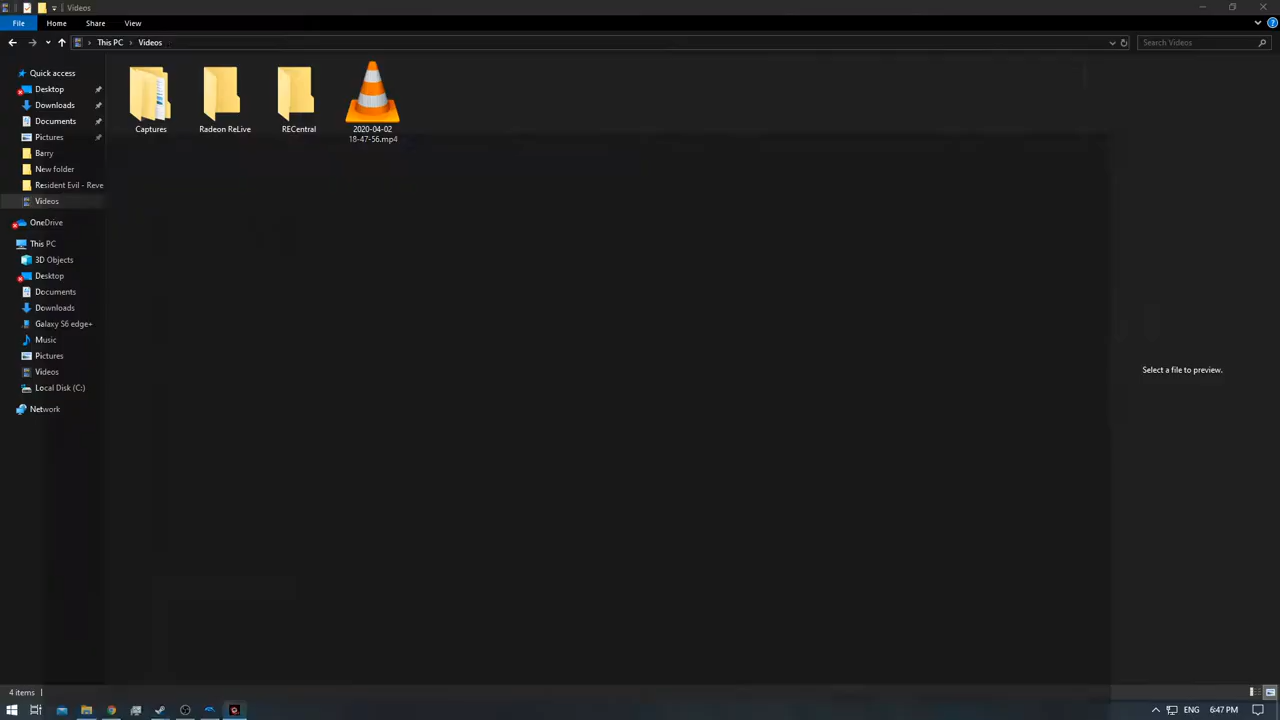 Videos
File Home Share View
This PC Videos Search Videos
Quick access
Desktop
Downloads
Documents
Pictures
Barry
New folder
Resident Evil - Reve
Videos
OneDrive
This PC
3D Objects
Desktop
Documents
Downloads
Galaxy S6 edge+
Music
Pictures
Videos
Local Disk (C:)
Network
Captures
Radeon ReLive
RECentral
2020-04-02
18-47-56.mp4
Select a file to preview.
4 items
ENG 6:47 PM